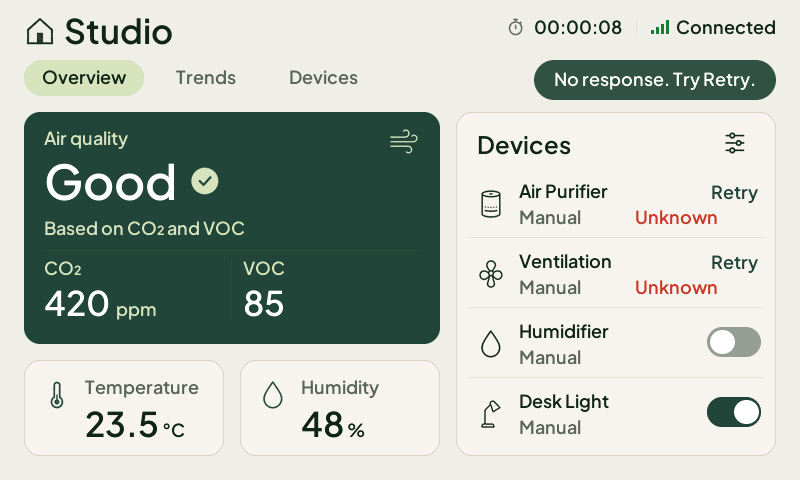 Studio
00:00:08
Connected
Overview
Trends
Devices
No response. Try Retry.
Air quality
Good
Based on CO₂ and VOC
CO₂
420 ppm
VOC
85
Temperature
23.5 °C
Humidity
48 %
Devices
Air Purifier
Retry
Manual
Unknown
Ventilation
Retry
Manual
Unknown
Humidifier
Manual
Desk Light
Manual